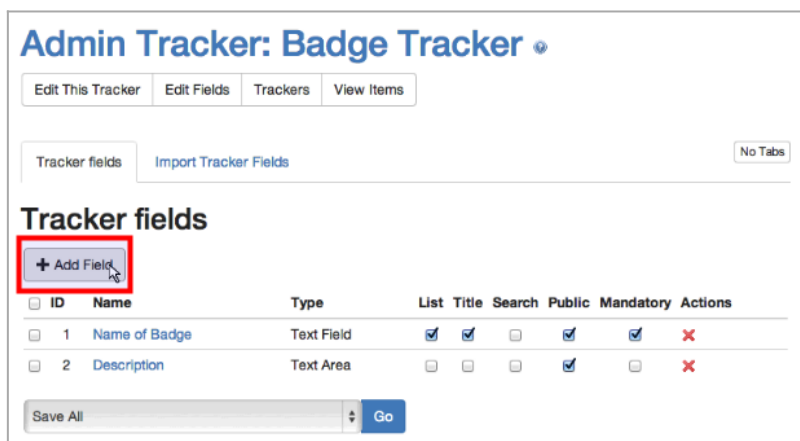 Admin Tracker: Badge Tracker
Edit This Tracker Edit Fields Trackers View Items
Tracker fields Import Tracker Fields No Tabs
Tracker fields
+ Add Field
ID Name Type List Title Search Public Mandatory Actions
1 Name of Badge Text Field
2 Description Text Area
Save All Go